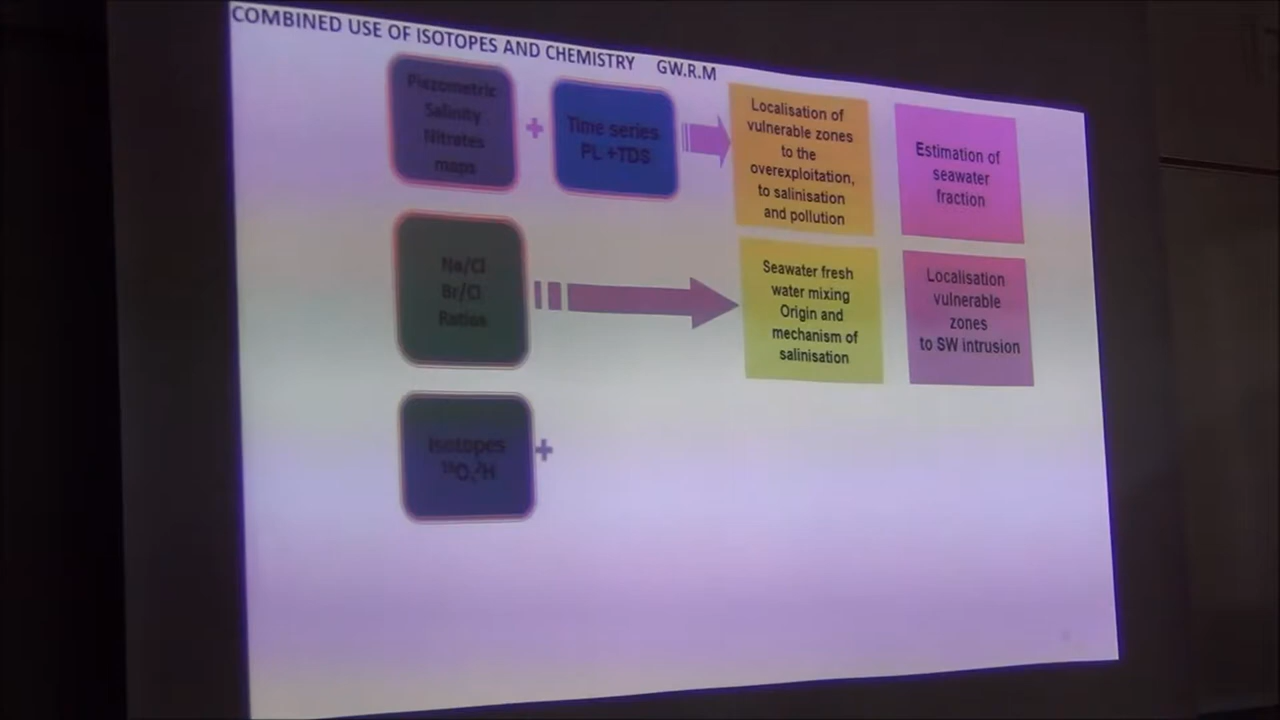 COMBINED USE OF ISOTOPES AND CHEMISTRY GW.R.M
Piezometric
Salinity
Nitrates
maps
+
Time series
PL +TDS
Localisation of
vulnerable zones
to the
overexploitation,
to salinisation
and pollution
Estimation of
seawater
fraction
Na/Cl
Br/Cl
Ratios
Seawater fresh
water mixing
Origin and
mechanism of
salinisation
Localisation
vulnerable
zones
to SW intrusion
Isotopes
¹⁸O,²H
+